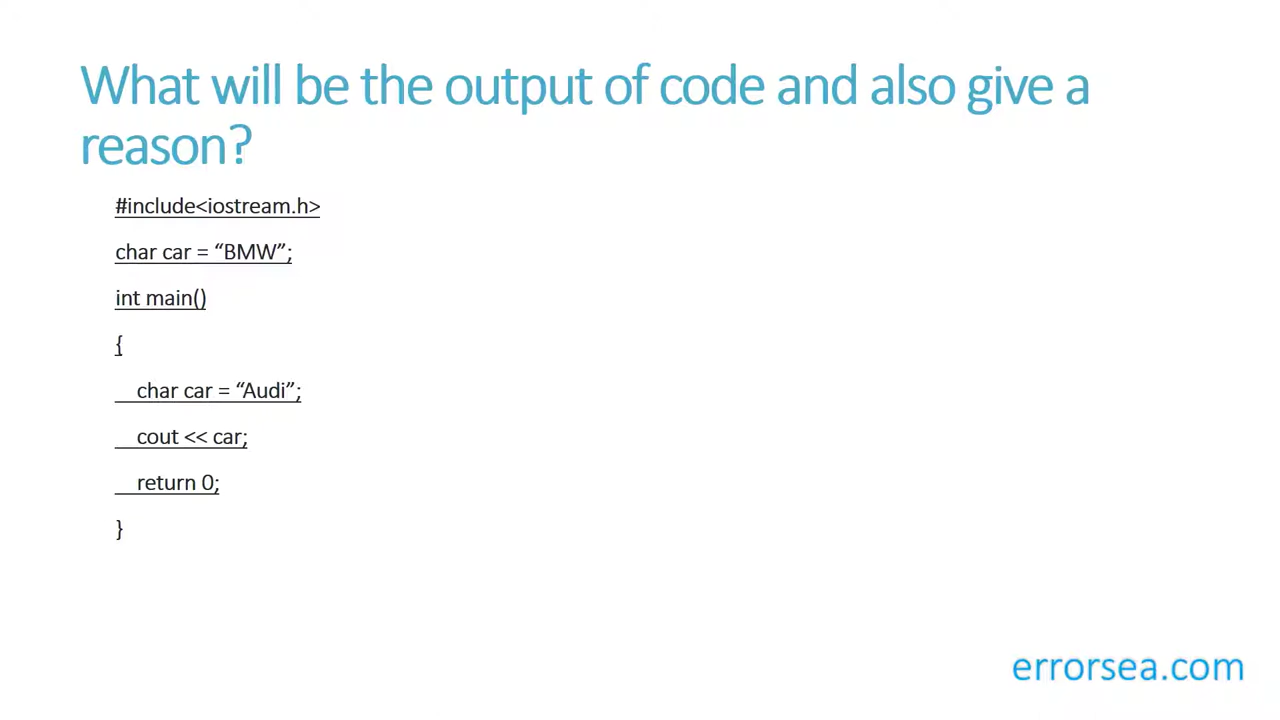 What will be the output of code and also give a
reason?
#include<iostream.h>
char car = “BMW”;
int main()
{
char car = “Audi”;
cout << car;
return 0;
}
errorsea.com